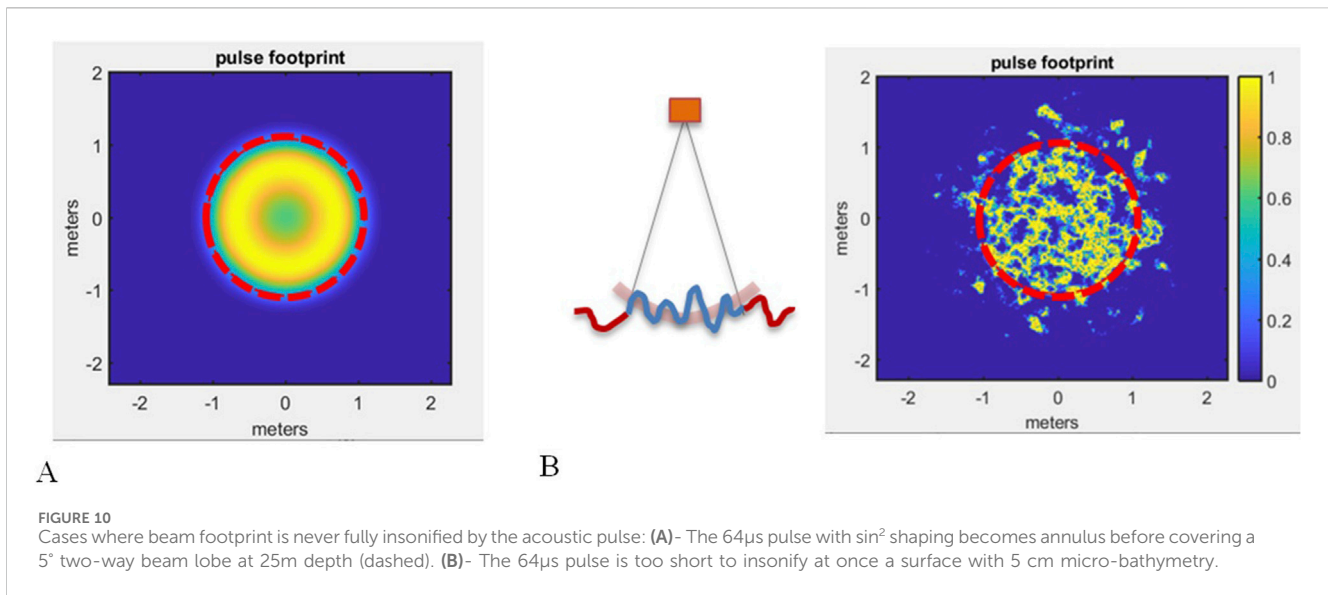 pulse footprint
2
1
0
-1
-2
meters
-2 -1 0 1 2
meters
A
pulse footprint
2
1
0
-1
-2
meters
-2 -1 0 1 2
meters
1
0.8
0.6
0.4
0.2
0
B
FIGURE 10
Cases where beam footprint is never fully insonified by the acoustic pulse: (A)- The 64µs pulse with sin² shaping becomes annulus before covering a
5° two-way beam lobe at 25m depth (dashed). (B)- The 64µs pulse is too short to insonify at once a surface with 5 cm micro-bathymetry.